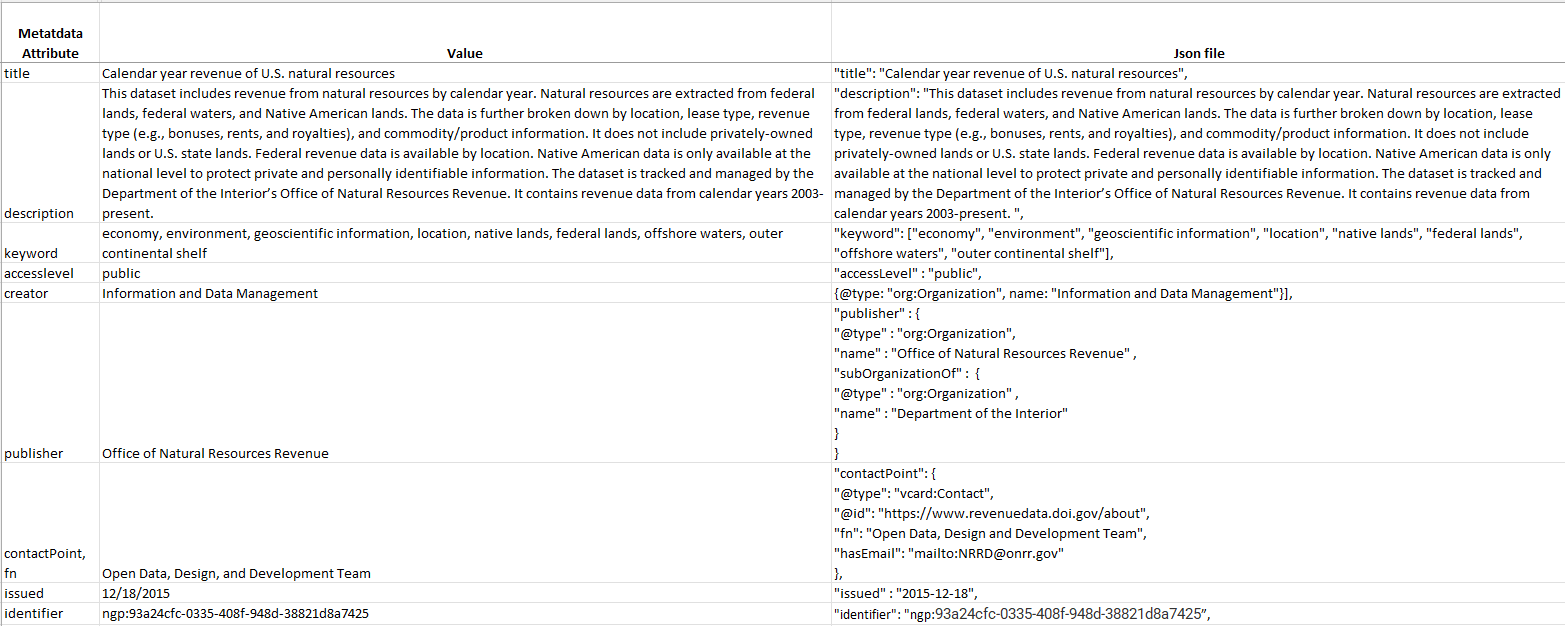 Metatdata
Attribute
Value
Json file
title
Calendar year revenue of U.S. natural resources
"title": "Calendar year revenue of U.S. natural resources",
description
This dataset includes revenue from natural resources by calendar year. Natural resources are extracted from federal
lands, federal waters, and Native American lands. The data is further broken down by location, lease type, revenue
type (e.g., bonuses, rents, and royalties), and commodity/product information. It does not include privately-owned
lands or U.S. state lands. Federal revenue data is available by location. Native American data is only available at the
national level to protect private and personally identifiable information. The dataset is tracked and managed by the
Department of the Interior’s Office of Natural Resources Revenue. It contains revenue data from calendar years 2003-
present.
"description": "This dataset includes revenue from natural resources by calendar year. Natural resources are extracted
from federal lands, federal waters, and Native American lands. The data is further broken down by location, lease
type, revenue type (e.g., bonuses, rents, and royalties), and commodity/product information. It does not include
privately-owned lands or U.S. state lands. Federal revenue data is available by location. Native American data is only
available at the national level to protect private and personally identifiable information. The dataset is tracked and
managed by the Department of the Interior’s Office of Natural Resources Revenue. It contains revenue data from
calendar years 2003-present. ",
keyword
economy, environment, geoscientific information, location, native lands, federal lands, offshore waters, outer
continental shelf
"keyword": ["economy", "environment", "geoscientific information", "location", "native lands", "federal lands",
"offshore waters", "outer continental shelf"],
accesslevel
public
"accessLevel" : "public",
creator
Information and Data Management
{@type: "org:Organization", name: "Information and Data Management"}],
publisher
Office of Natural Resources Revenue
"publisher" : {
"@type" : "org:Organization",
"name" : "Office of Natural Resources Revenue" ,
"subOrganizationOf" :  {
"@type" : "org:Organization" ,
"name" : "Department of the Interior"
}
}
contactPoint,
fn
Open Data, Design, and Development Team
"contactPoint": {
"@type": "vcard:Contact",
"@id": "https://www.revenuedata.doi.gov/about",
"fn": "Open Data, Design and Development Team",
"hasEmail": "mailto:NRRD@onrr.gov"
},
issued
12/18/2015
"issued" : "2015-12-18",
identifier
ngp:93a24cfc-0335-408f-948d-38821d8a7425
"identifier": "ngp:93a24cfc-0335-408f-948d-38821d8a7425”,